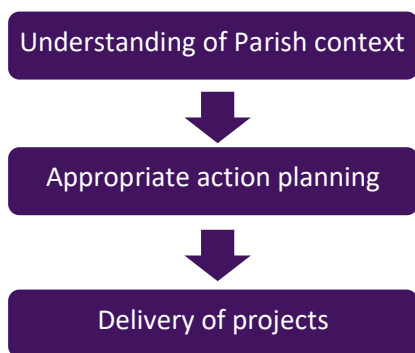 Understanding of Parish context
Appropriate action planning
Delivery of projects